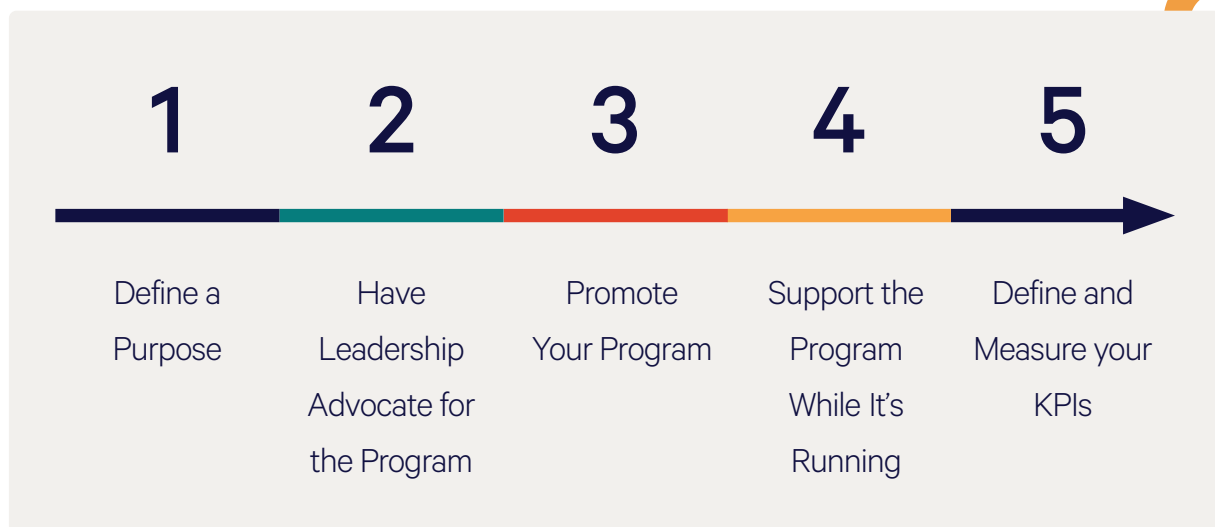 1
2
3
4
5
Define a
Purpose
Have
Leadership
Advocate for
the Program
Promote
Your Program
Support the
Program
While It’s
Running
Define and
Measure your
KPIs